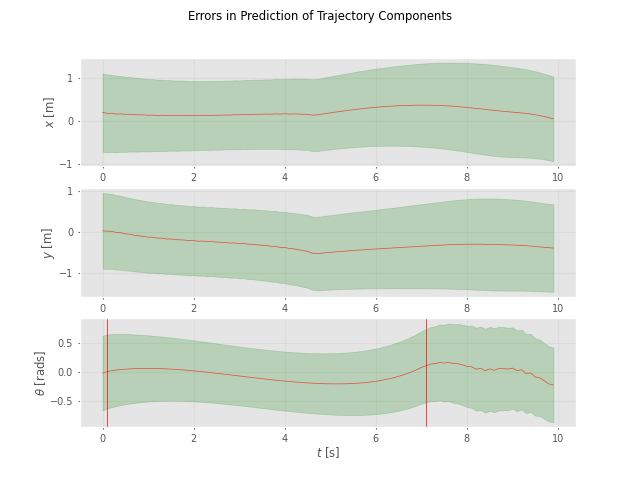 Errors in Prediction of Trajectory Components
1
0
−1
x [m]
0 2 4 6 8 10
1
0
−1
y [m]
0 2 4 6 8 10
0.5
0.0
−0.5
θ [rads]
0 2 4 6 8 10
t [s]